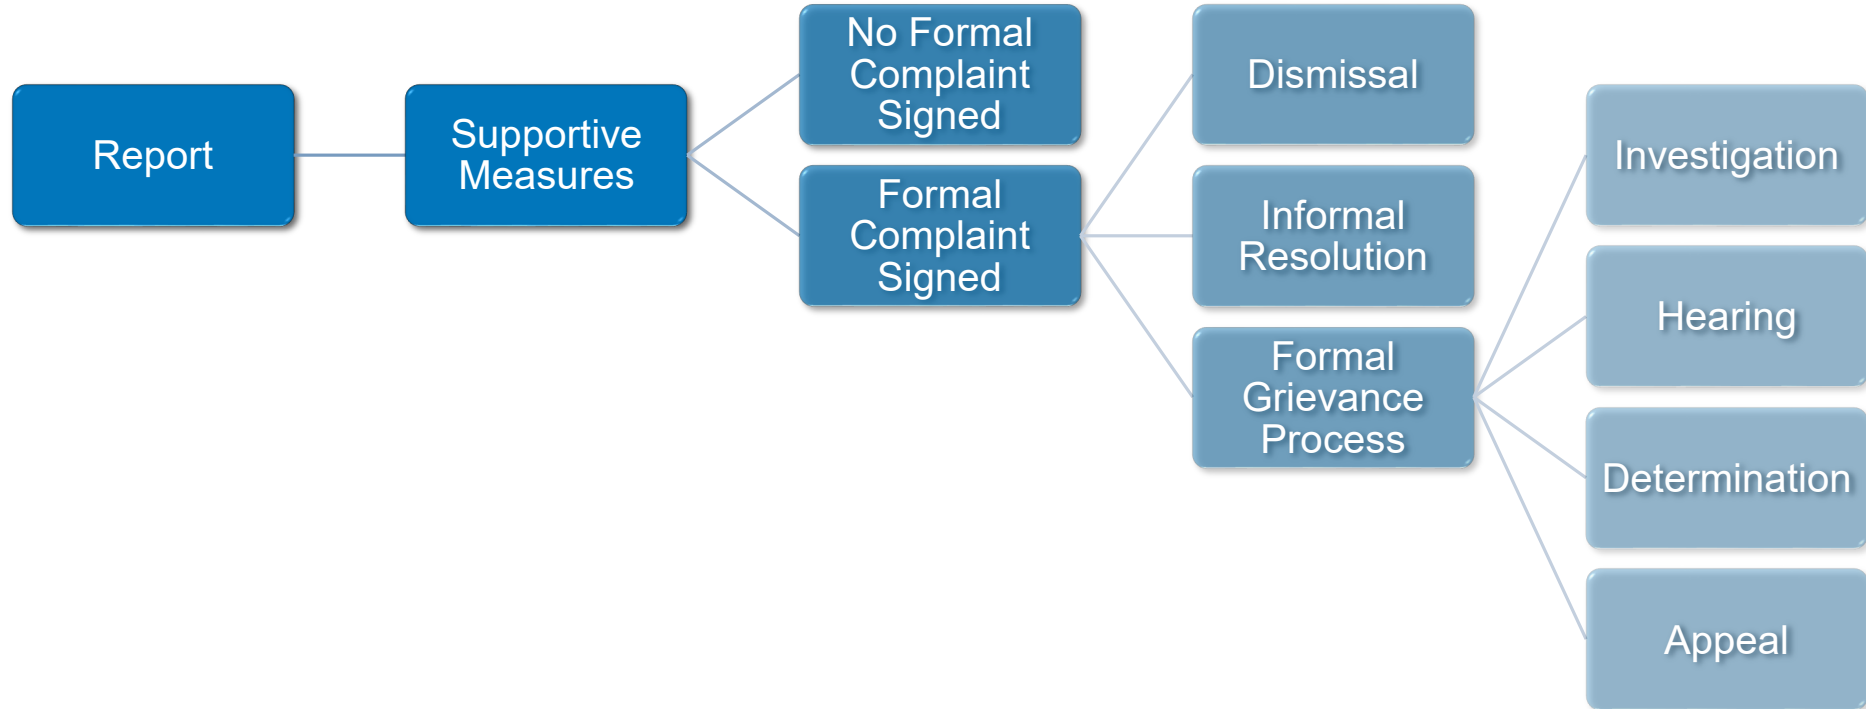 Report
Supportive
Measures
No Formal
Complaint
Signed
Formal
Complaint
Signed
Dismissal
Informal
Resolution
Formal
Grievance
Process
Investigation
Hearing
Determination
Appeal